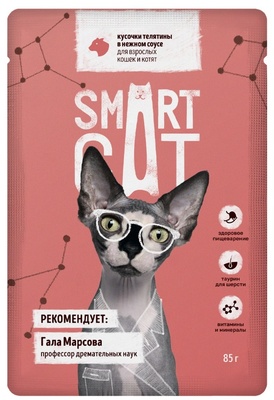 кусочки телятины
в нежном соусе
для взрослых
кошек и котят
SMART
CAT
здоровое
пищеварение
таурин
для шерсти
витамины
и минералы
РЕКОМЕНДУЕТ:
Гала Марсова
профессор дремательных наук
85 г